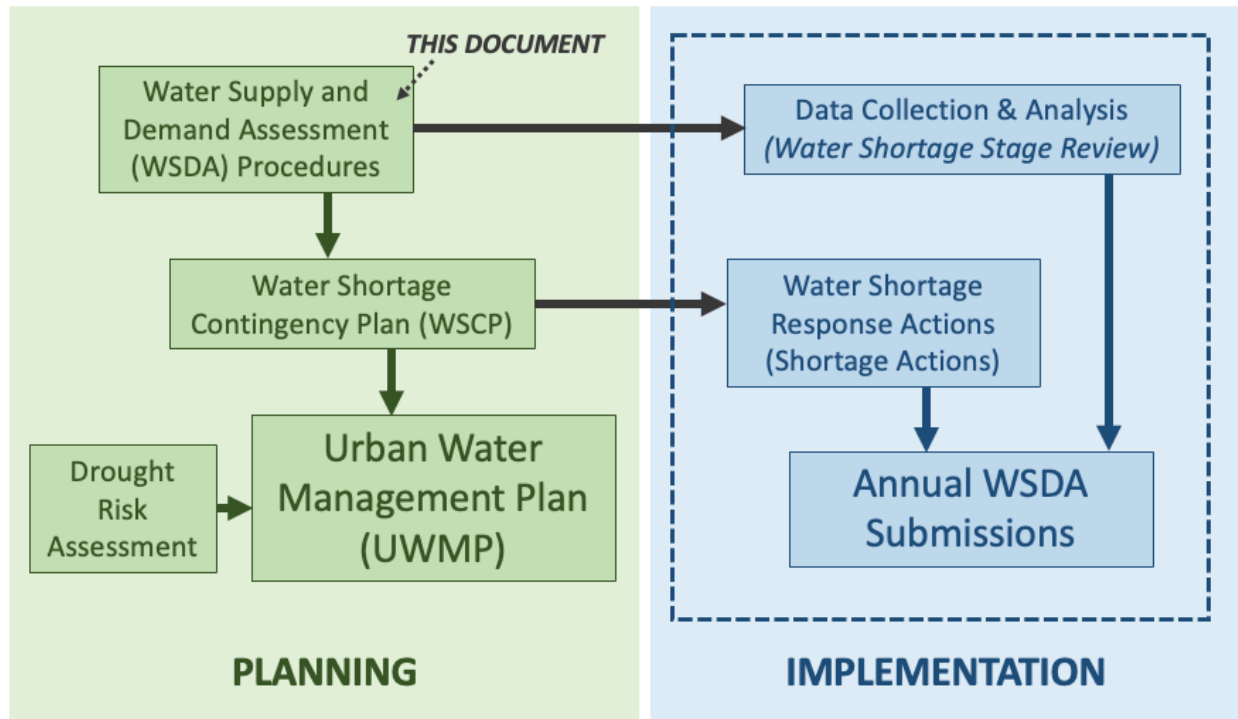 THIS DOCUMENT
Water Supply and
Demand Assessment
(WSDA) Procedures
Water Shortage
Contingency Plan (WSCP)
Drought
Risk
Assessment
Urban Water
Management Plan
(UWMP)
PLANNING
Data Collection & Analysis
(Water Shortage Stage Review)
Water Shortage
Response Actions
(Shortage Actions)
Annual WSDA
Submissions
IMPLEMENTATION